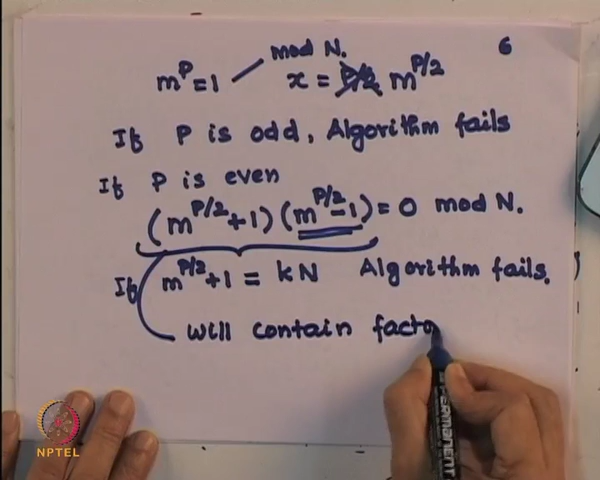 6
mod N.
m^P = 1 x = m^P/2
If P is odd, Algorithm fails
If P is even
(m^P/2 + 1) (m^P/2 - 1) = 0 mod N.
If m^P/2 + 1 = kN Algorithm fails.
will contain facto
NPTEL
PERMANENT